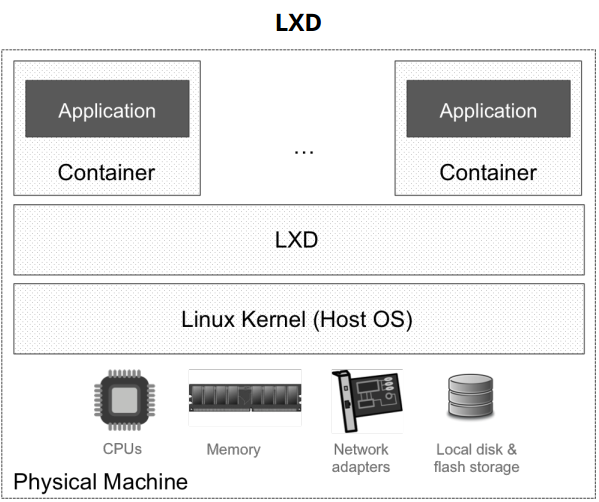 LXD
Application
Container
…
Application
Container
LXD
Linux Kernel (Host OS)
CPUs
Memory
Network
adapters
Local disk &
flash storage
Physical Machine